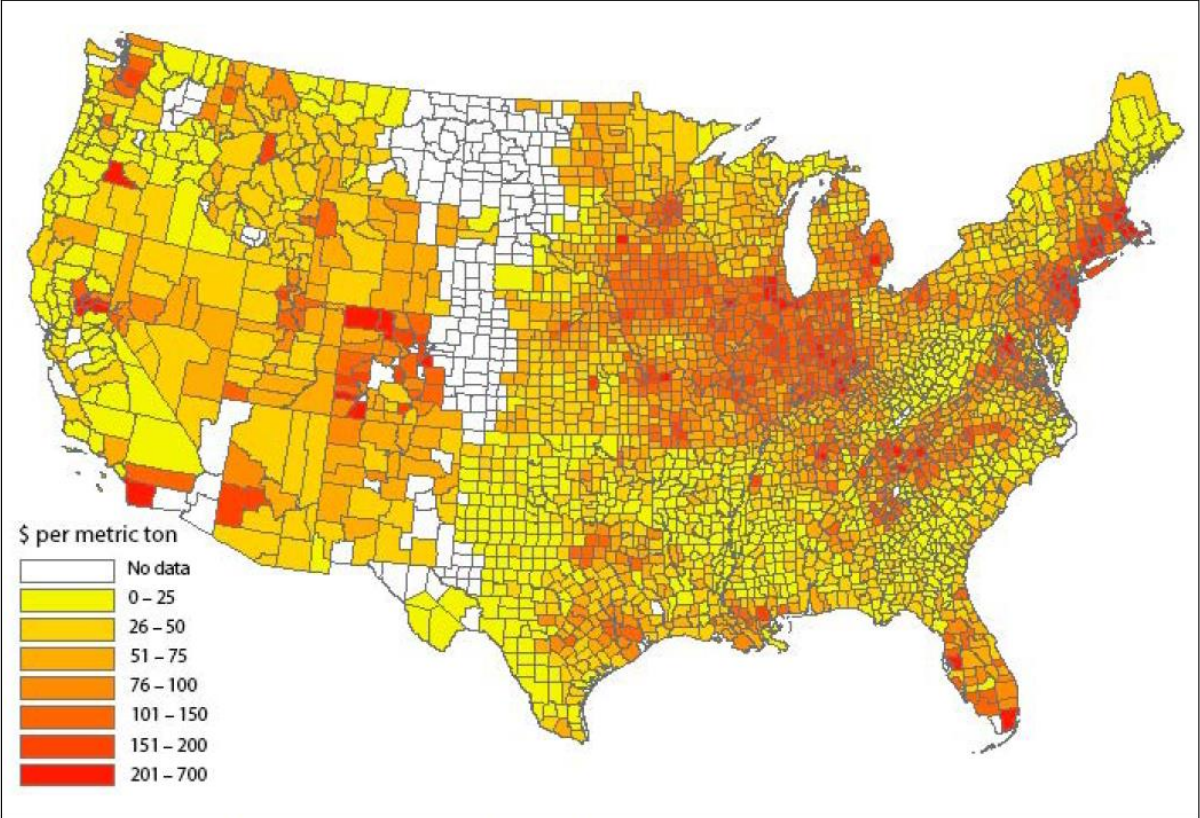 $ per metric ton
No data
0 – 25
26 – 50
51 – 75
76 – 100
101 – 150
151 – 200
201 – 700